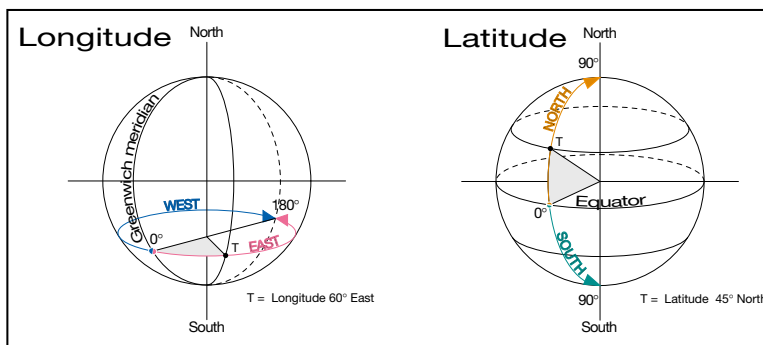 Longitude
North
Greenwich meridian
WEST
180°
0°
T
EAST
T = Longitude 60° East
South
Latitude
North
90°
NORTH
T
Equator
0°
SOUTH
90°
T = Latitude 45° North
South